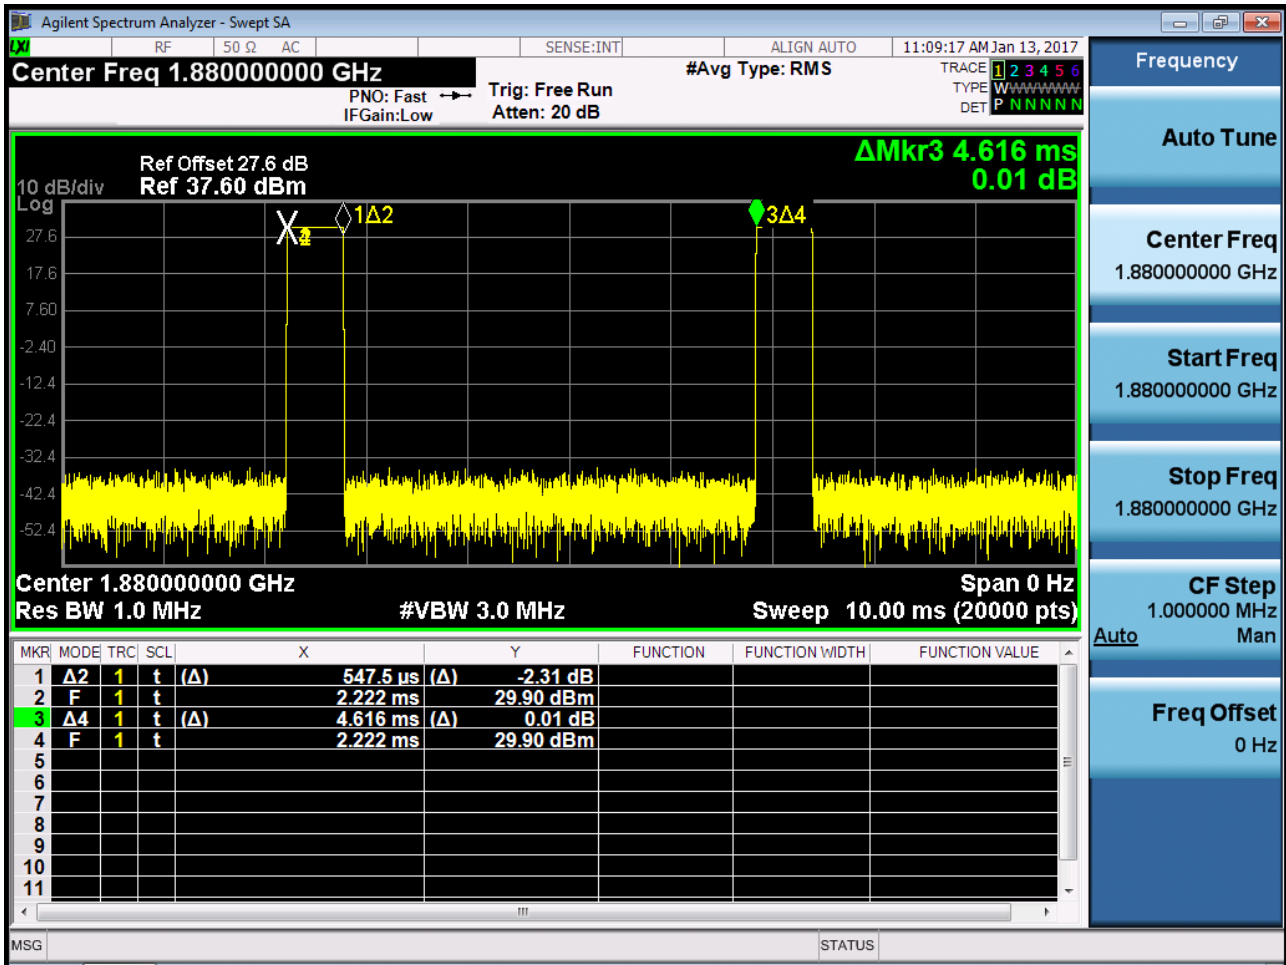 Agilent Spectrum Analyzer - Swept SA
LXI RF 50 Ω AC SENSE:INT ALIGN AUTO 11:09:17 AM Jan 13, 2017
Center Freq 1.880000000 GHz
PNO: Fast
IFGain:Low
Trig: Free Run
Atten: 20 dB
#Avg Type: RMS
TRACE 1 2 3 4 5 6
TYPE W W W W W W
DET P N N N N N
ΔMkr3 4.616 ms
0.01 dB
Ref Offset 27.6 dB
10 dB/div Ref 37.60 dBm
Log
1Δ2
3Δ4
27.6
17.6
7.60
-2.40
-12.4
-22.4
-32.4
-42.4
-52.4
Center 1.880000000 GHz Span 0 Hz
Res BW 1.0 MHz #VBW 3.0 MHz Sweep 10.00 ms (20000 pts)
MKR MODE TRC SCL X Y FUNCTION FUNCTION WIDTH FUNCTION VALUE
1 Δ2 1 t (Δ) 547.5 µs (Δ) -2.31 dB
2 F 1 t 2.222 ms 29.90 dBm
3 Δ4 1 t (Δ) 4.616 ms (Δ) 0.01 dB
4 F 1 t 2.222 ms 29.90 dBm
5
6
7
8
9
10
11
MSG STATUS
Frequency
Auto Tune
Center Freq
1.880000000 GHz
Start Freq
1.880000000 GHz
Stop Freq
1.880000000 GHz
CF Step
1.000000 MHz
Auto Man
Freq Offset
0 Hz